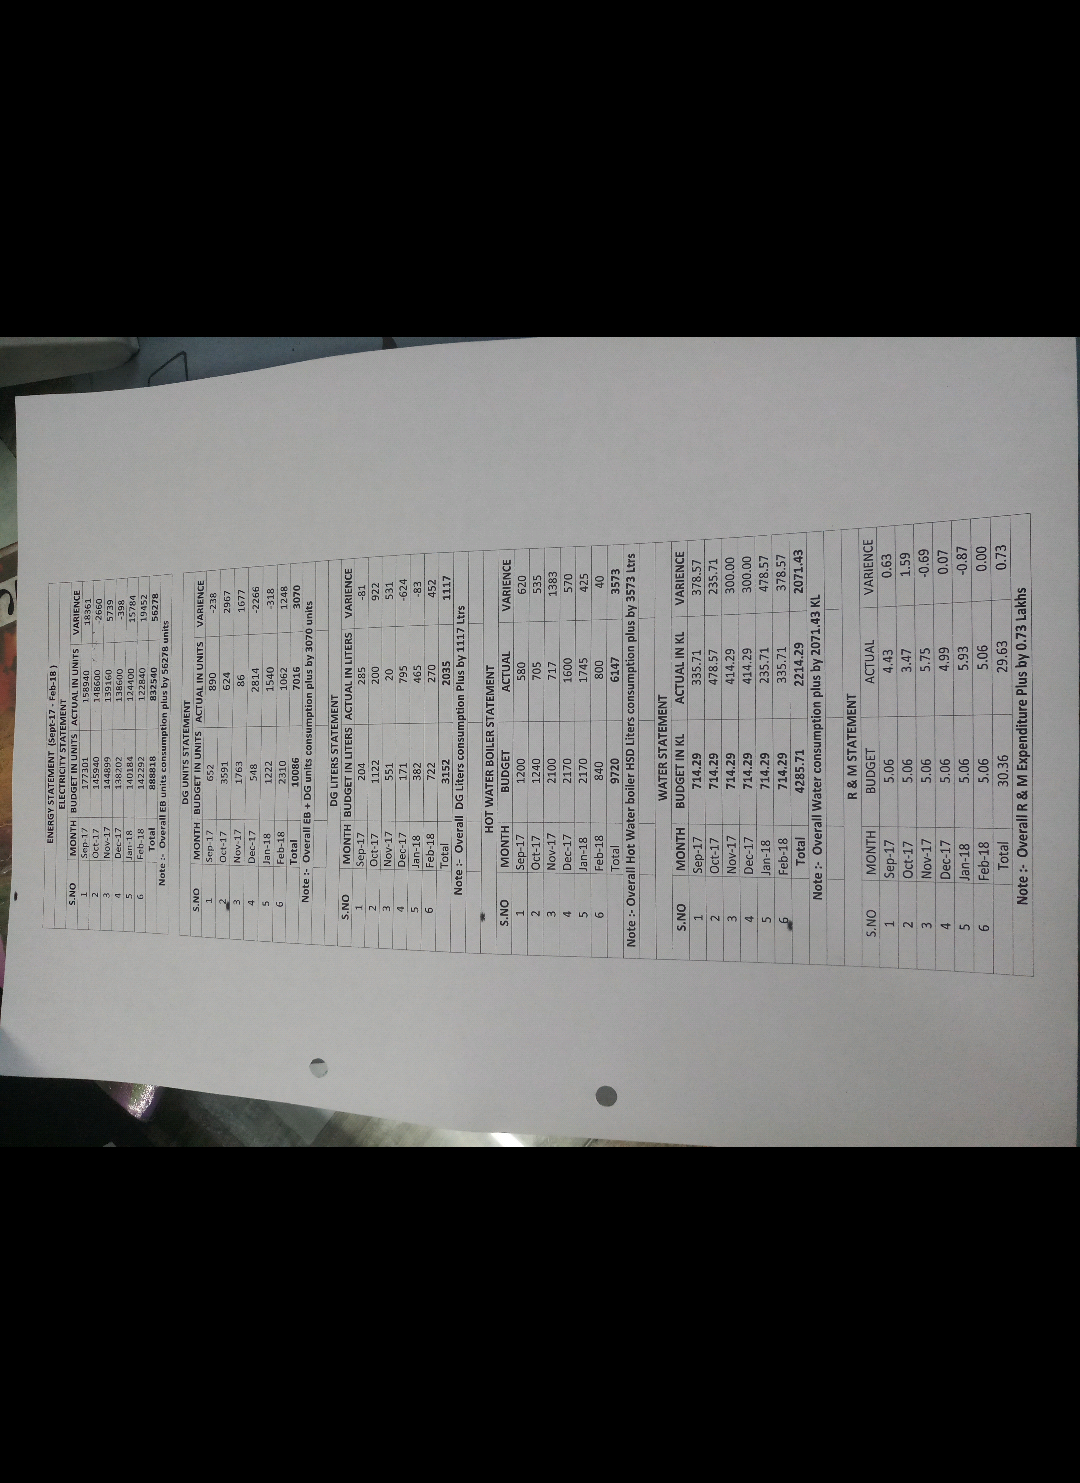 ENERGY STATEMENT (Sept-17 - Feb-18 )
ELECTRICITY STATEMENT
S.NO MONTH BUDGET IN UNITS ACTUAL IN UNITS VARIENCE
1 Sep-17 177301 158940 18361
2 Oct-17 145940 148600 -2660
3 Nov-17 144899 139160 5739
4 Dec-17 138202 138600 -398
5 Jan-18 140184 124400 15784
6 Feb-18 142292 122840 19452
Total 888818 832540 56278
Note :- Overall EB units consumption plus by 56278 units
DG UNITS STATEMENT
S.NO MONTH BUDGET IN UNITS ACTUAL IN UNITS VARIENCE
1 Sep-17 652 890 -238
2 Oct-17 3591 624 2967
3 Nov-17 1763 86 1677
4 Dec-17 548 2814 -2266
5 Jan-18 1222 1540 -318
6 Feb-18 2310 1062 1248
Total 10086 7016 3070
Note :- Overall EB + DG units consumption plus by 3070 units
DG LITERS STATEMENT
S.NO MONTH BUDGET IN LITERS ACTUAL IN LITERS VARIENCE
1 Sep-17 204 285 -81
2 Oct-17 1122 200 922
3 Nov-17 551 20 531
4 Dec-17 171 795 -624
5 Jan-18 382 465 -83
6 Feb-18 722 270 452
Total 3152 2035 1117
Note :- Overall DG Liters consumption Plus by 1117 Ltrs
HOT WATER BOILER STATEMENT
S.NO MONTH BUDGET ACTUAL VARIENCE
1 Sep-17 1200 580 620
2 Oct-17 1240 705 535
3 Nov-17 2100 717 1383
4 Dec-17 2170 1600 570
5 Jan-18 2170 1745 425
6 Feb-18 840 800 40
Total 9720 6147 3573
Note :- Overall Hot Water boiler HSD Liters consumption plus by 3573 Ltrs
WATER STATEMENT
S.NO MONTH BUDGET IN KL ACTUAL IN KL VARIENCE
1 Sep-17 714.29 335.71 378.57
2 Oct-17 714.29 478.57 235.71
3 Nov-17 714.29 414.29 300.00
4 Dec-17 714.29 414.29 300.00
5 Jan-18 714.29 235.71 478.57
6 Feb-18 714.29 335.71 378.57
Total 4285.71 2214.29 2071.43
Note :- Overall Water consumption plus by 2071.43 KL
R & M STATEMENT
S.NO MONTH BUDGET ACTUAL VARIENCE
1 Sep-17 5.06 4.43 0.63
2 Oct-17 5.06 3.47 1.59
3 Nov-17 5.06 5.75 -0.69
4 Dec-17 5.06 4.99 0.07
5 Jan-18 5.06 5.93 -0.87
6 Feb-18 5.06 5.06 0.00
Total 30.36 29.63 0.73
Note :- Overall R & M Expenditure Plus by 0.73 Lakhs